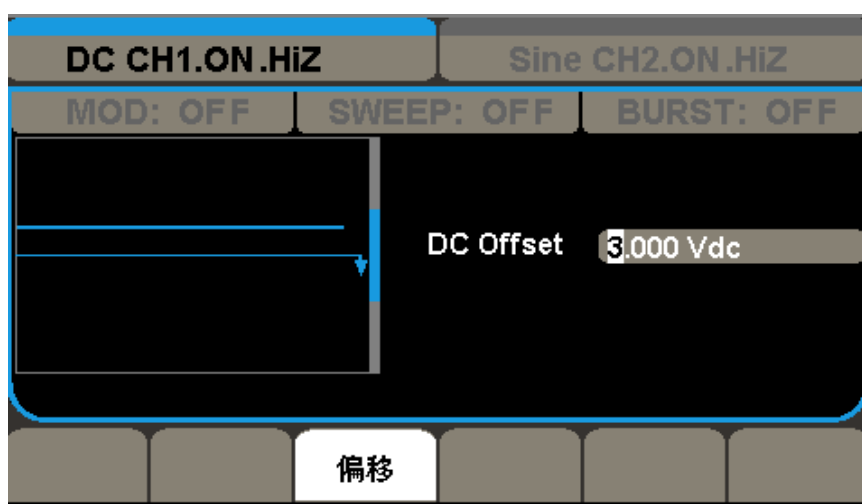 DC CH1.ON.HiZ
Sine CH2.ON.HiZ
MOD: OFF
SWEEP: OFF
BURST: OFF
DC Offset
3.000 Vdc
偏移